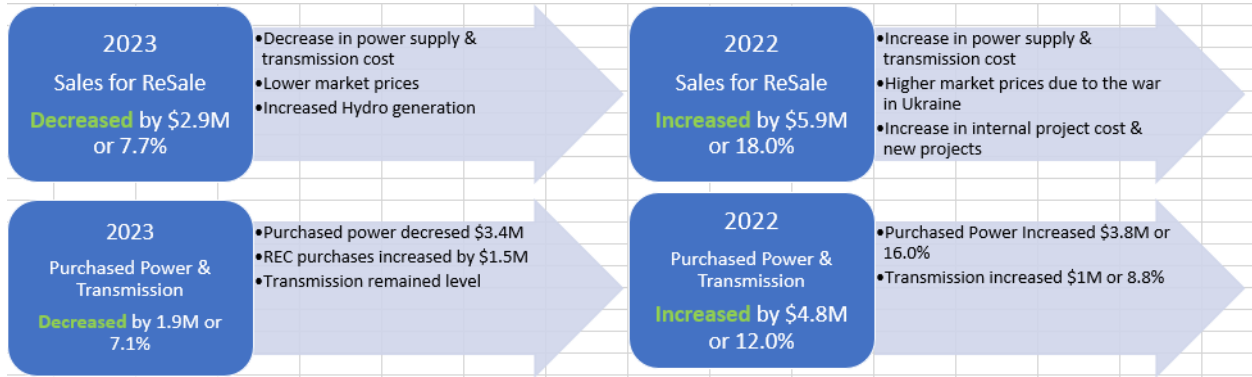 2023
Sales for ReSale
Decreased by $2.9M
or 7.7%
•Decrease in power supply &
transmission cost
•Lower market prices
•Increased Hydro generation
2022
Sales for ReSale
Increased by $5.9M
or 18.0%
•Increase in power supply &
transmission cost
•Higher market prices due to the war
in Ukraine
•Increase in internal project cost &
new projects
2023
Purchased Power &
Transmission
Decreased by 1.9M or
7.1%
•Purchased power decresed $3.4M
•REC purchases increased by $1.5M
•Transmission remained level
2022
Purchased Power &
Transmission
Increased by $4.8M
or 12.0%
•Purchased Power Increased $3.8M or
16.0%
•Transmission increased $1M or 8.8%